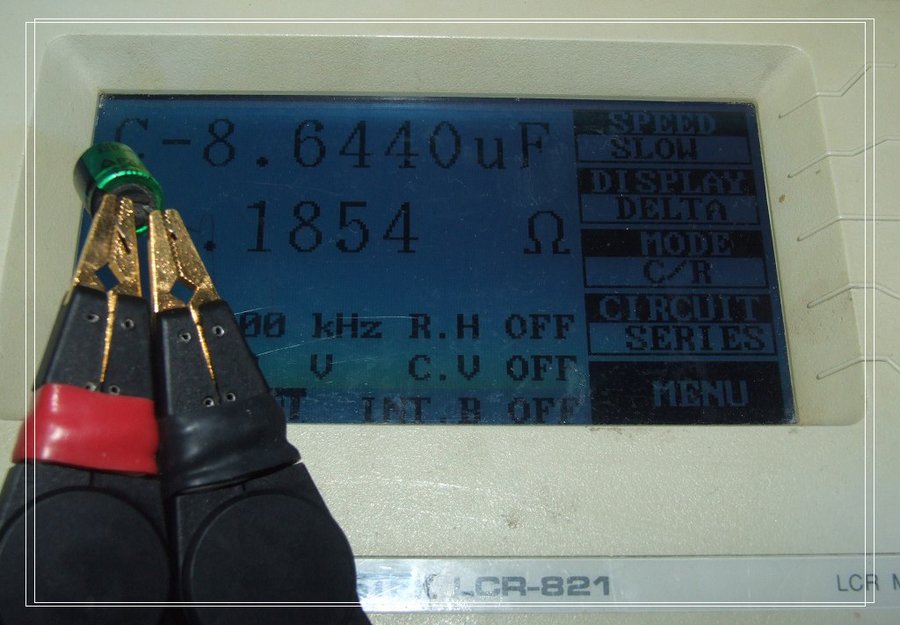 C-8.6440uF
.1854 Ω
00 kHz R.H OFF
V C.V OFF
INT.B OFF
SPEED
SLOW
DISPLAY
DELTA
MODE
C/R
CIRCUIT
SERIES
MENU
LCR-821
LCR